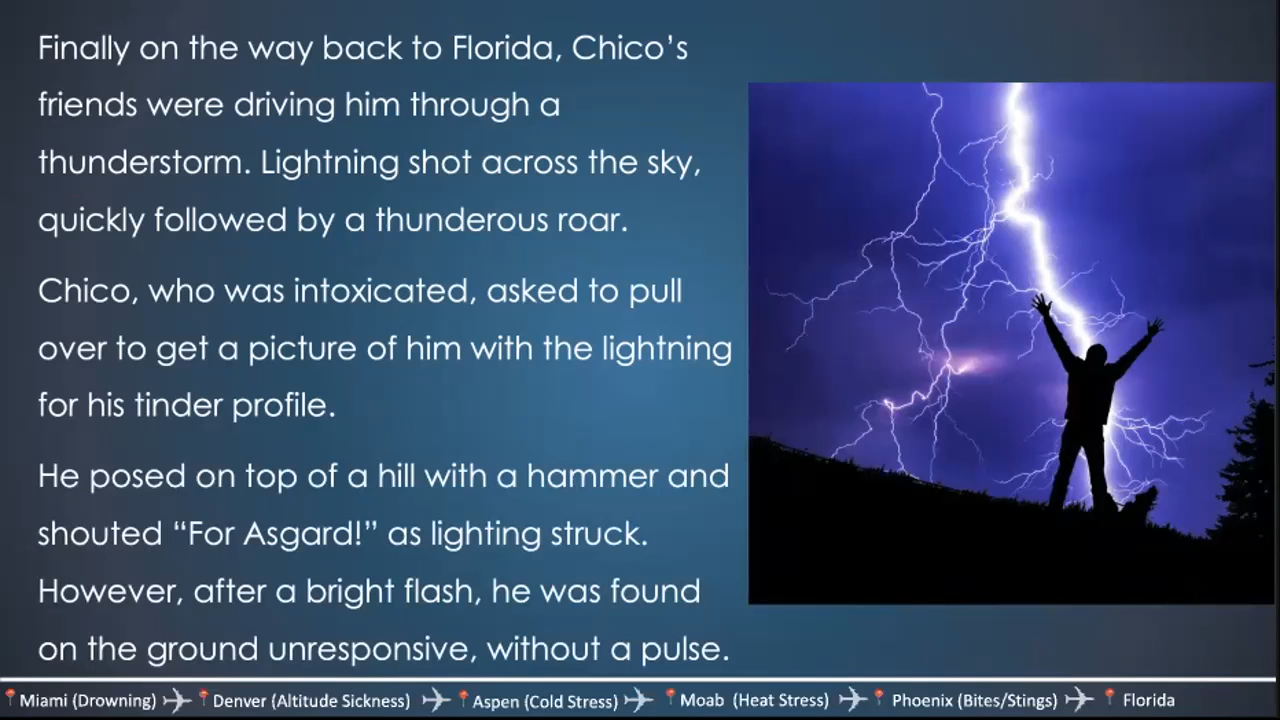 Finally on the way back to Florida, Chico’s
friends were driving him through a
thunderstorm. Lightning shot across the sky,
quickly followed by a thunderous roar.
Chico, who was intoxicated, asked to pull
over to get a picture of him with the lightning
for his tinder profile.
He posed on top of a hill with a hammer and
shouted “For Asgard!” as lighting struck.
However, after a bright flash, he was found
on the ground unresponsive, without a pulse.
Miami (Drowning) Denver (Altitude Sickness) Aspen (Cold Stress) Moab (Heat Stress) Phoenix (Bites/Stings) Florida